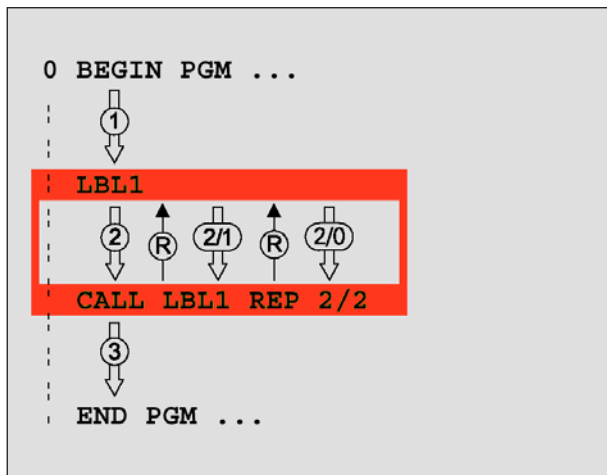 0 BEGIN PGM ...
1
LBL1
2 R 2/1 R 2/0
CALL LBL1 REP 2/2
3
END PGM ...